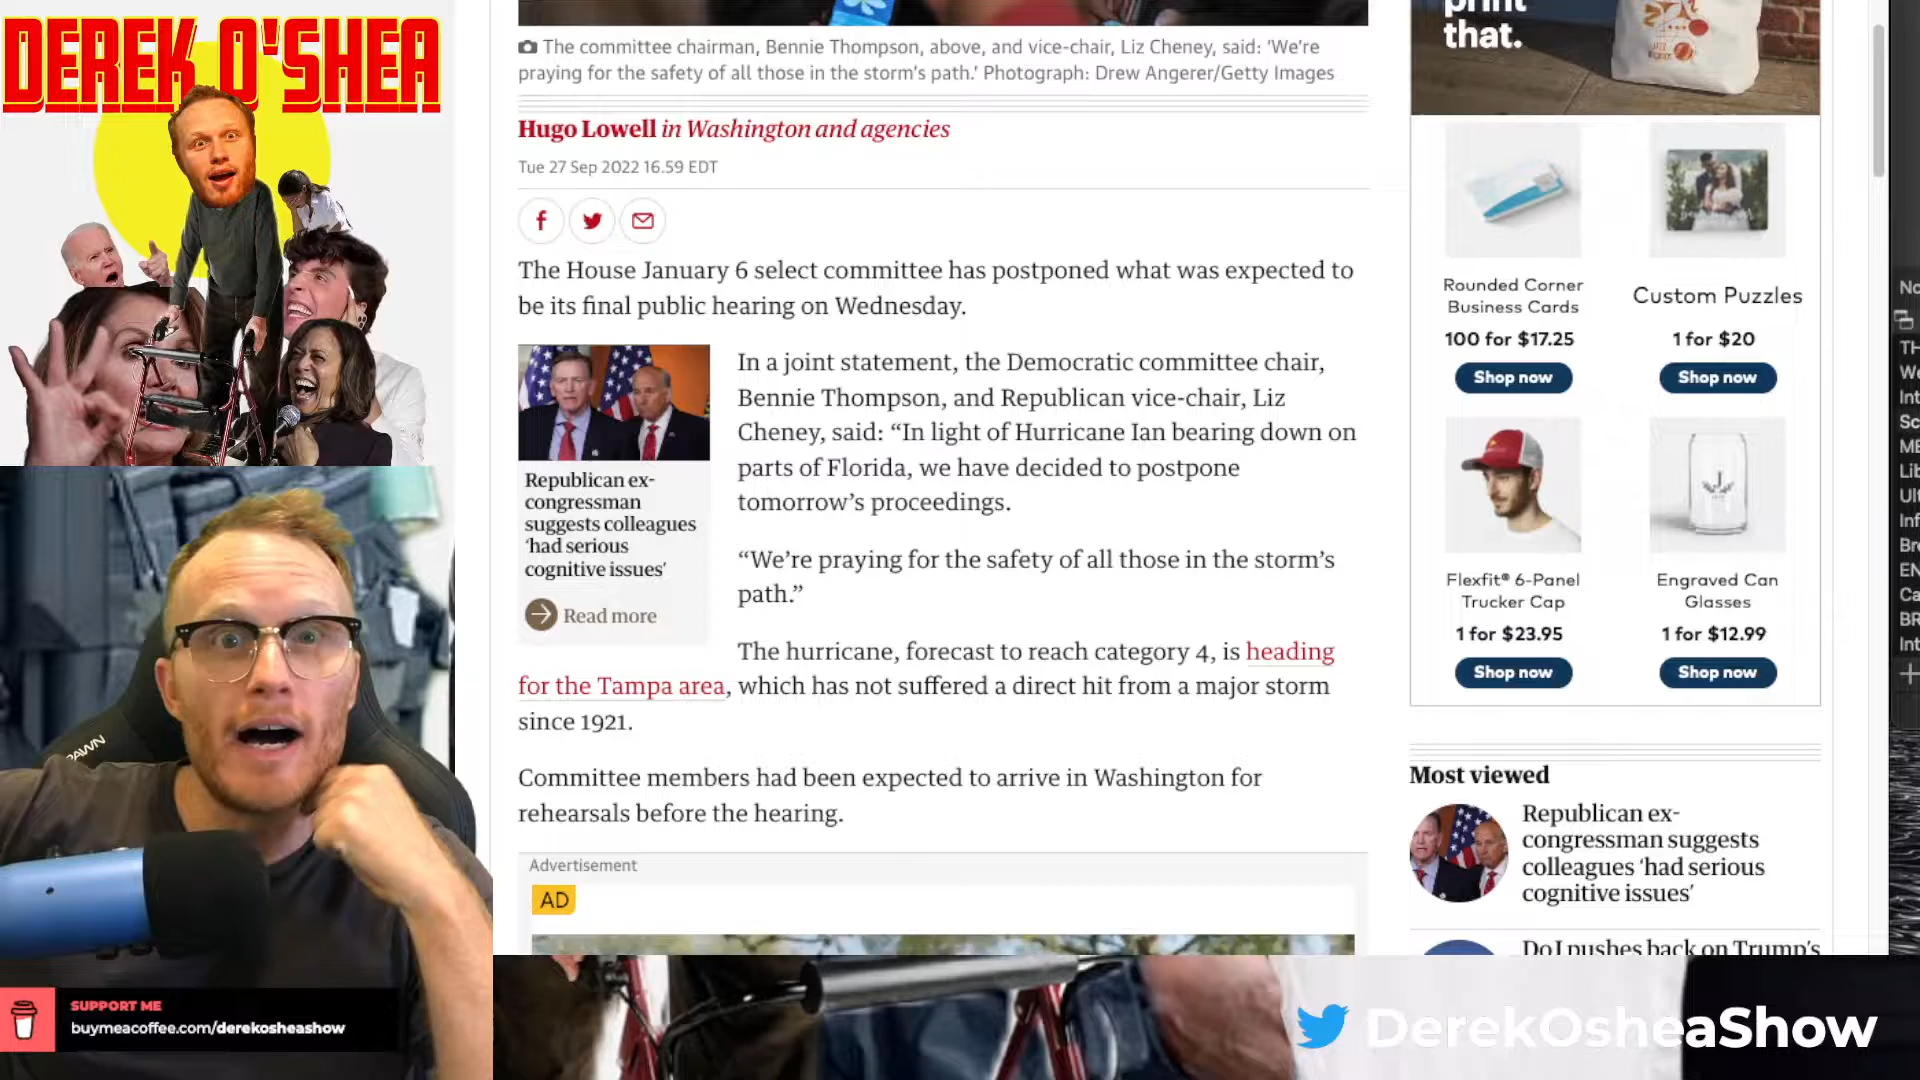 DEREK O'SHEA
The committee chairman, Bennie Thompson, above, and vice-chair, Liz Cheney, said: 'We're
praying for the safety of all those in the storm's path.' Photograph: Drew Angerer/Getty Images
Hugo Lowell in Washington and agencies
Tue 27 Sep 2022 16.59 EDT
The House January 6 select committee has postponed what was expected to
be its final public hearing on Wednesday.
Republican ex-
congressman
suggests colleagues
'had serious
cognitive issues'
Read more
In a joint statement, the Democratic committee chair,
Bennie Thompson, and Republican vice-chair, Liz
Cheney, said: “In light of Hurricane Ian bearing down on
parts of Florida, we have decided to postpone
tomorrow's proceedings.
“We're praying for the safety of all those in the storm's
path.”
The hurricane, forecast to reach category 4, is heading
for the Tampa area, which has not suffered a direct hit from a major storm
since 1921.
Committee members had been expected to arrive in Washington for
rehearsals before the hearing.
Advertisement
AD
print
that.
Rounded Corner
Business Cards
100 for $17.25
Shop now
Custom Puzzles
1 for $20
Shop now
Flexfit® 6-Panel
Trucker Cap
1 for $23.95
Shop now
Engraved Can
Glasses
1 for $12.99
Shop now
Most viewed
Republican ex-
congressman suggests
colleagues 'had serious
cognitive issues'
DoJ pushes back on Trump's
SUPPORT ME
buymeacoffee.com/derekosheashow
DerekOsheaShow